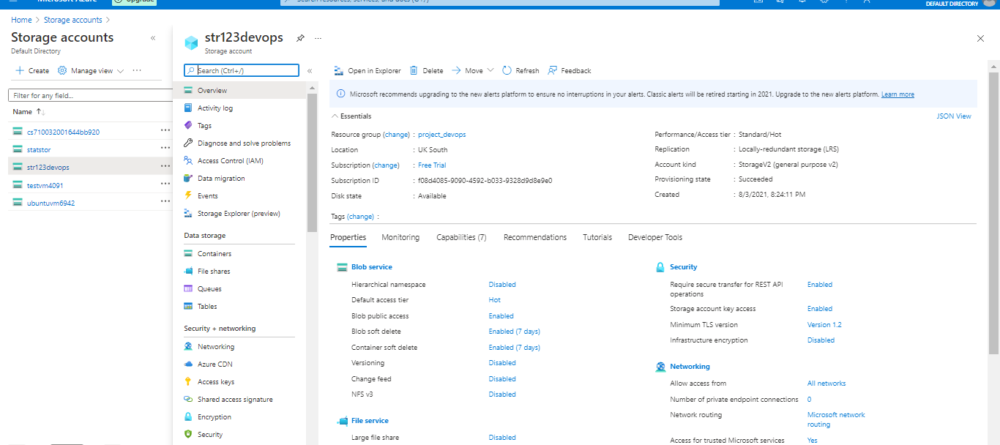 Microsoft Azure
Upgrade
Search resources, services, and docs (G+/)
DEFAULT DIRECTORY
Home > Storage accounts >
Storage accounts
Default Directory
Create Manage view ...
Filter for any field...
Name
cs710032001644bb920
statstor
str123devops
testvm4091
ubuntuvm6942
str123devops
Storage account
Search (Ctrl+/)
Overview
Activity log
Tags
Diagnose and solve problems
Access Control (IAM)
Data migration
Events
Storage Explorer (preview)
Data storage
Containers
File shares
Queues
Tables
Security + networking
Networking
Azure CDN
Access keys
Shared access signature
Encryption
Security
Open in Explorer Delete Move Refresh Feedback
Microsoft recommends upgrading to the new alerts platform to ensure no interruptions in your alerts. Classic alerts will be retired starting in 2021. Upgrade to the new alerts platform. Learn more
Essentials
JSON View
Resource group (change) : project_devops
Location : UK South
Subscription (change) : Free Trial
Subscription ID : f08d4085-9090-4592-b033-9328d9d8e9e0
Disk state : Available
Performance/Access tier : Standard/Hot
Replication : Locally-redundant storage (LRS)
Account kind : StorageV2 (general purpose v2)
Provisioning state : Succeeded
Created : 8/3/2021, 8:24:11 PM
Tags (change) :
Properties Monitoring Capabilities (7) Recommendations Tutorials Developer Tools
Blob service
Hierarchical namespace Disabled
Default access tier Hot
Blob public access Enabled
Blob soft delete Enabled (7 days)
Container soft delete Enabled (7 days)
Versioning Disabled
Change feed Disabled
NFS v3 Disabled
File service
Large file share Disabled
Security
Require secure transfer for REST API Enabled
operations
Storage account key access Enabled
Minimum TLS version Version 1.2
Infrastructure encryption Disabled
Networking
Allow access from All networks
Number of private endpoint connections 0
Network routing Microsoft network
routing
Access for trusted Microsoft services Yes